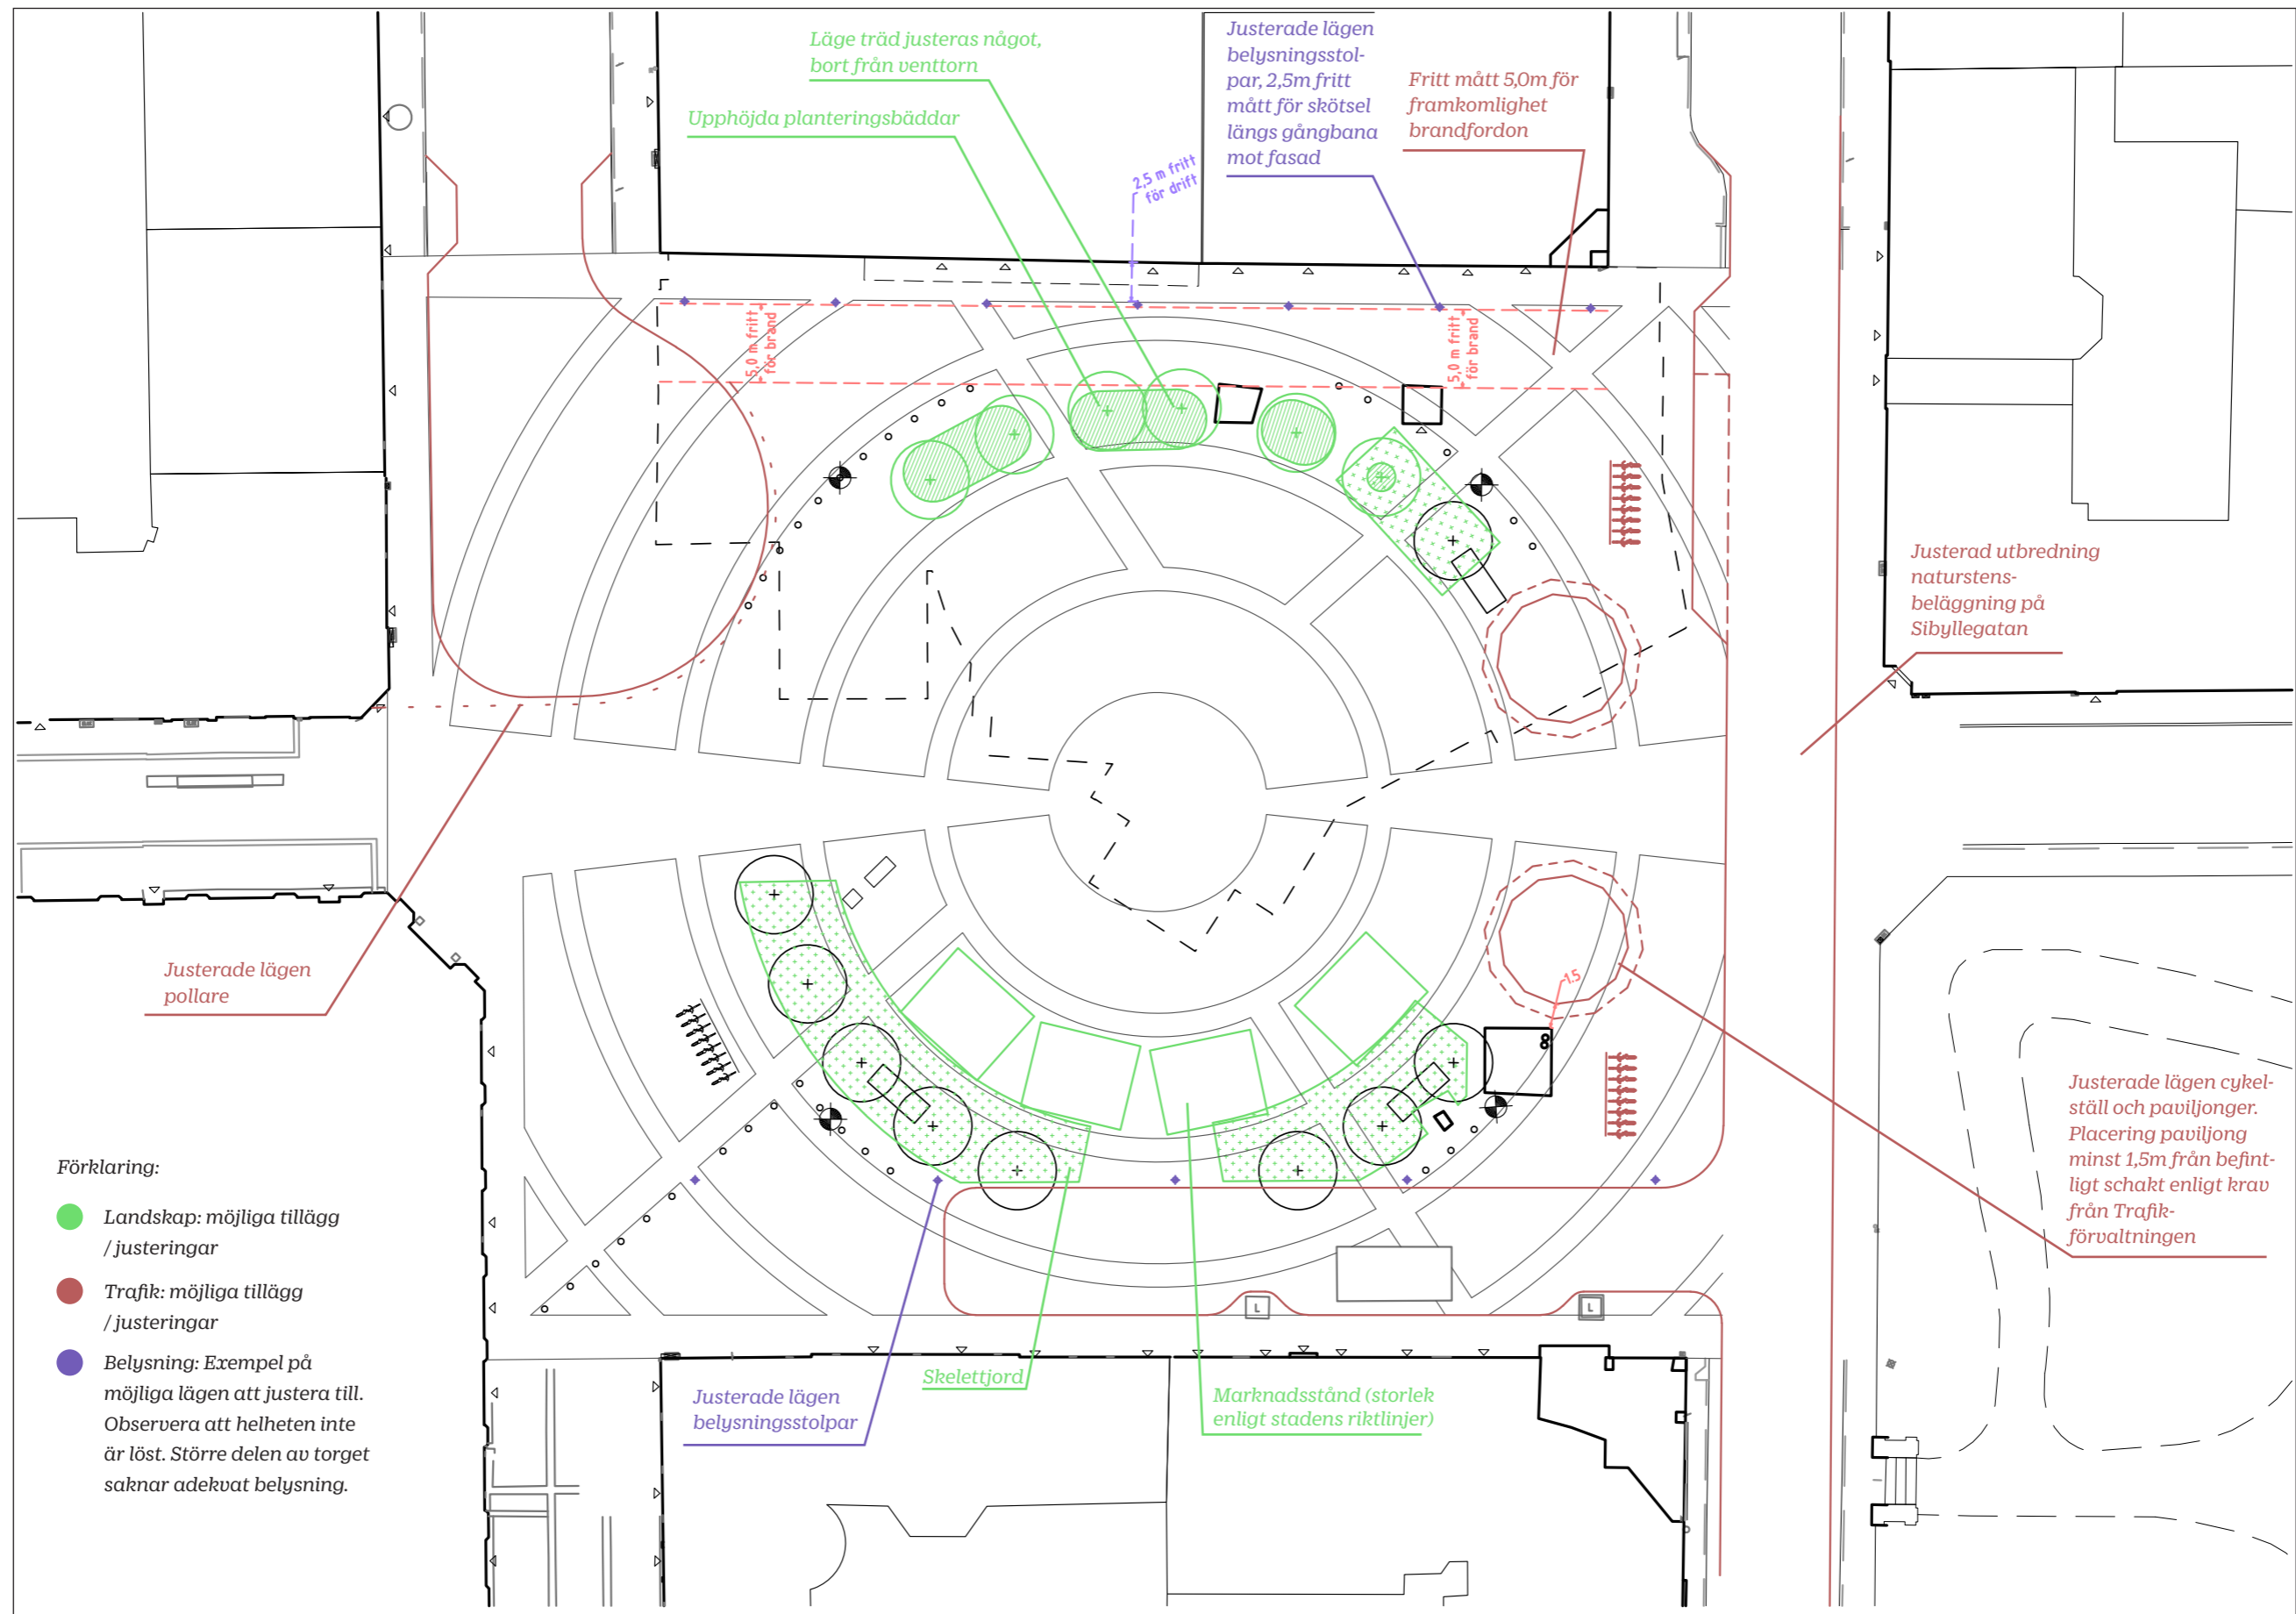 Läge träd justeras något,
bort från venttorn
Upphöjda planteringsbäddar
Justerade lägen
belysningsstol-
par, 2,5m fritt
mått för skötsel
längs gångbana
mot fasad
Fritt mått 5,0m för
framkomlighet
brandfordon
2,5 m fritt
för drift
5,0 m fritt
för brand
5,0 m fritt
för brand
Justerad utbredning
naturstens-
beläggning på
Sibyllegatan
Justerade lägen
pollare
1.5
Justerade lägen cykel-
ställ och paviljonger.
Placering paviljong
minst 1,5m från befint-
ligt schakt enligt krav
från Trafik-
förvaltningen
Förklaring:
Landskap: möjliga tillägg
/ justeringar
Trafik: möjliga tillägg
/ justeringar
Belysning: Exempel på
möjliga lägen att justera till.
Observera att helheten inte
är löst. Större delen av torget
saknar adekvat belysning.
L
L
Skelettjord
Justerade lägen
belysningsstolpar
Marknadsstånd (storlek
enligt stadens riktlinjer)